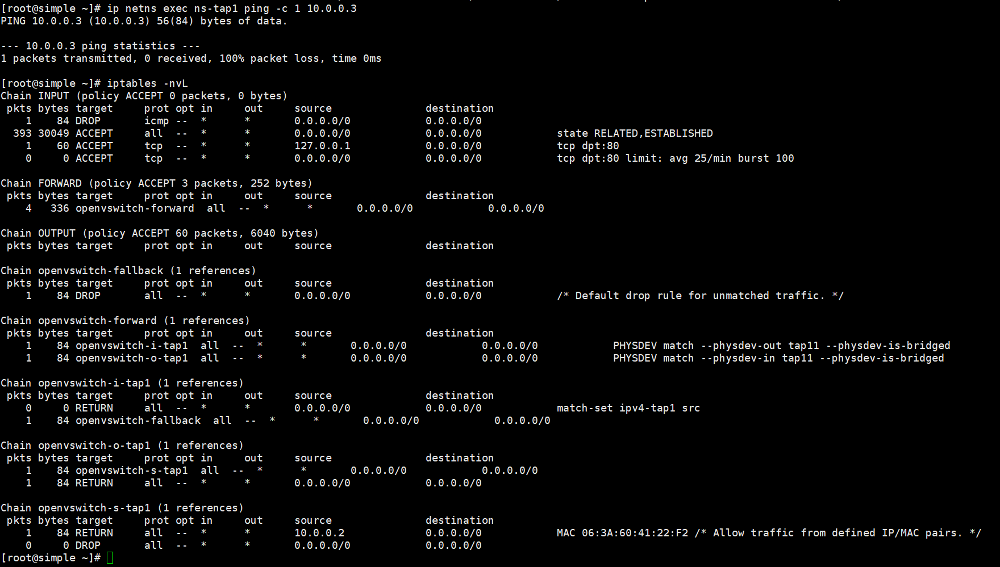 [root@simple ~]# ip netns exec ns-tap1 ping -c 1 10.0.0.3
PING 10.0.0.3 (10.0.0.3) 56(84) bytes of data.

--- 10.0.0.3 ping statistics ---
1 packets transmitted, 0 received, 100% packet loss, time 0ms

[root@simple ~]# iptables -nvL
Chain INPUT (policy ACCEPT 0 packets, 0 bytes)
 pkts bytes target     prot opt in     out     source               destination
    1    84 DROP       icmp --  *      *       0.0.0.0/0            0.0.0.0/0
  393 30049 ACCEPT     all  --  *      *       0.0.0.0/0            0.0.0.0/0            state RELATED,ESTABLISHED
    1    60 ACCEPT     tcp  --  *      *       127.0.0.1            0.0.0.0/0            tcp dpt:80
    0     0 ACCEPT     tcp  --  *      *       0.0.0.0/0            0.0.0.0/0            tcp dpt:80 limit: avg 25/min burst 100

Chain FORWARD (policy ACCEPT 3 packets, 252 bytes)
 pkts bytes target     prot opt in     out     source               destination
    4   336 openvswitch-forward  all  --  *      *       0.0.0.0/0            0.0.0.0/0

Chain OUTPUT (policy ACCEPT 60 packets, 6040 bytes)
 pkts bytes target     prot opt in     out     source               destination

Chain openvswitch-fallback (1 references)
 pkts bytes target     prot opt in     out     source               destination
    1    84 DROP       all  --  *      *       0.0.0.0/0            0.0.0.0/0            /* Default drop rule for unmatched traffic. */

Chain openvswitch-forward (1 references)
 pkts bytes target     prot opt in     out     source               destination
    1    84 openvswitch-i-tap1  all  --  *      *       0.0.0.0/0            0.0.0.0/0            PHYSDEV match --physdev-out tap11 --physdev-is-bridged
    1    84 openvswitch-o-tap1  all  --  *      *       0.0.0.0/0            0.0.0.0/0            PHYSDEV match --physdev-in tap11 --physdev-is-bridged

Chain openvswitch-i-tap1 (1 references)
 pkts bytes target     prot opt in     out     source               destination
    0     0 RETURN     all  --  *      *       0.0.0.0/0            0.0.0.0/0            match-set ipv4-tap1 src
    1    84 openvswitch-fallback  all  --  *      *       0.0.0.0/0            0.0.0.0/0

Chain openvswitch-o-tap1 (1 references)
 pkts bytes target     prot opt in     out     source               destination
    1    84 openvswitch-s-tap1  all  --  *      *       0.0.0.0/0            0.0.0.0/0
    1    84 RETURN     all  --  *      *       0.0.0.0/0            0.0.0.0/0

Chain openvswitch-s-tap1 (1 references)
 pkts bytes target     prot opt in     out     source               destination
    1    84 RETURN     all  --  *      *       10.0.0.2             0.0.0.0/0            MAC 06:3A:60:41:22:F2 /* Allow traffic from defined IP/MAC pairs. */
    0     0 DROP       all  --  *      *       0.0.0.0/0            0.0.0.0/0
[root@simple ~]#